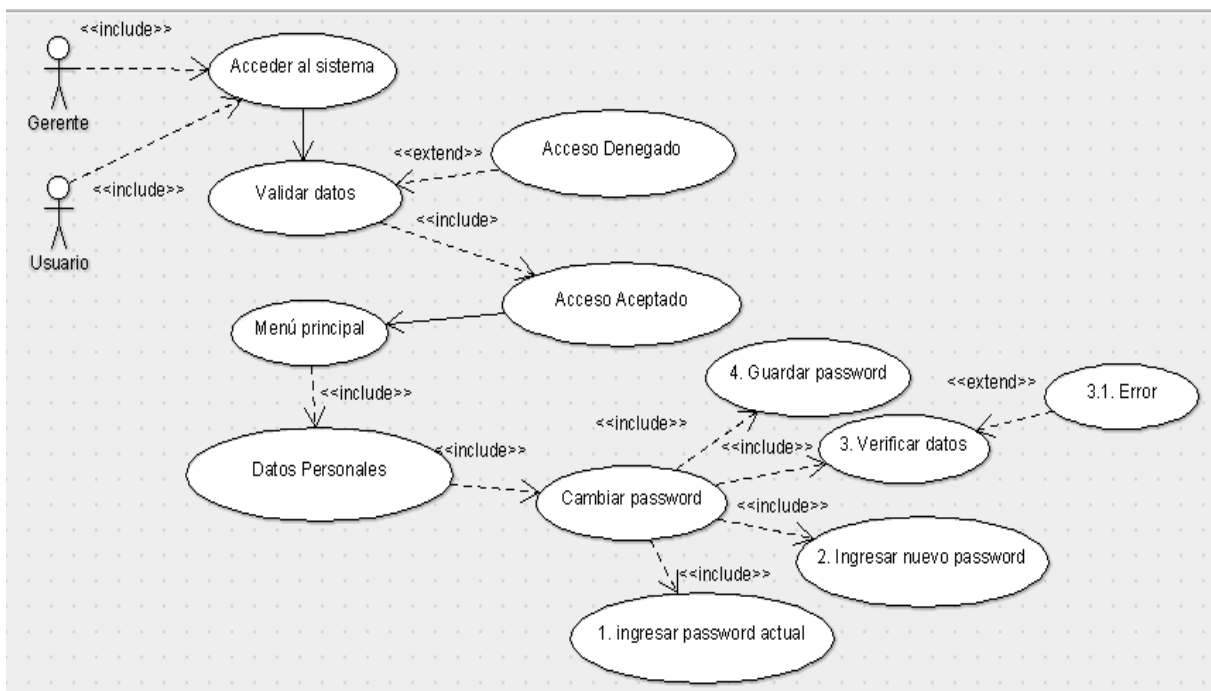 <<include>>
Acceder al sistema
Gerente
Acceso Denegado
<<extend>>
<<include>>
Validar datos
<<include>
Usuario
Acceso Aceptado
Menú principal
4. Guardar password
<<extend>>
3.1. Error
<<include>>
<<include>>
<<include>>
<<include>>
3. Verificar datos
Datos Personales
Cambiar password
<<include>>
2. Ingresar nuevo password
<<include>>
1. ingresar password actual